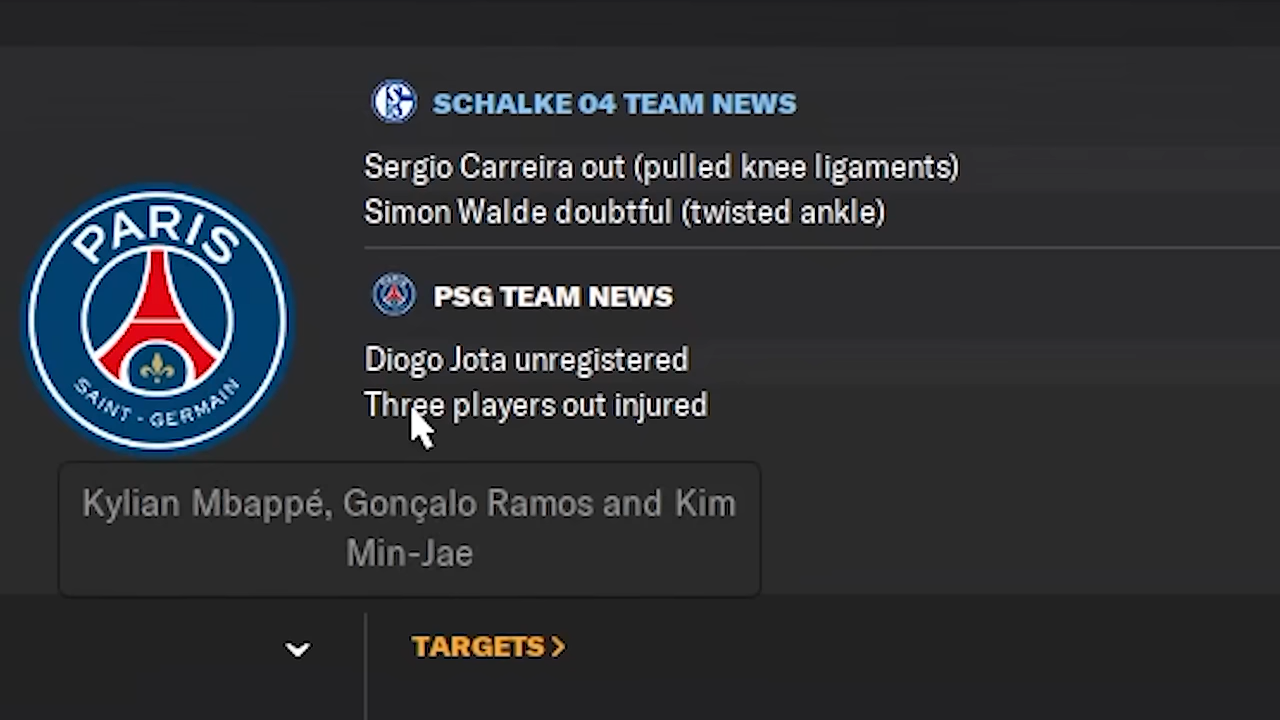 SCHALKE 04 TEAM NEWS
Sergio Carreira out (pulled knee ligaments)
Simon Walde doubtful (twisted ankle)
PARIS
SAINT - GERMAIN
PSG TEAM NEWS
Diogo Jota unregistered
Three players out injured
Kylian Mbappé, Gonçalo Ramos and Kim
Min-Jae
TARGETS >